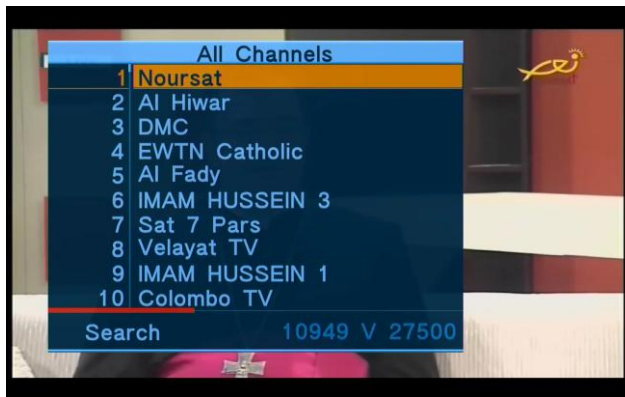 All Channels
1 Noursat
2 Al Hiwar
3 DMC
4 EWTN Catholic
5 Al Fady
6 IMAM HUSSEIN 3
7 Sat 7 Pars
8 Velayat TV
9 IMAM HUSSEIN 1
10 Colombo TV
Search 10949 V 27500